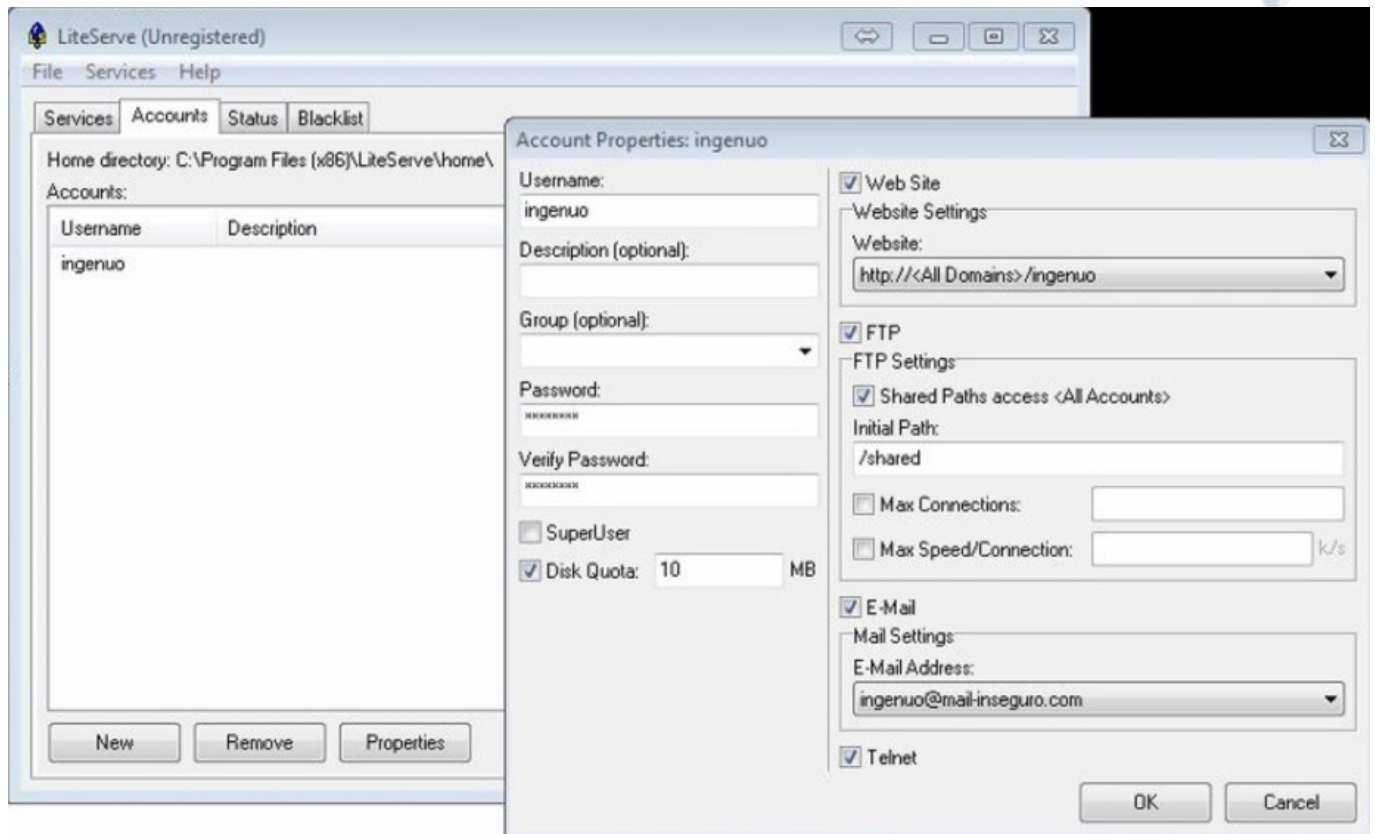 LiteServe (Unregistered)
File Services Help
Services Accounts Status Blacklist
Home directory: C:\Program Files (x86)\LiteServe\home\
Accounts:
Username Description
ingenuo
New Remove Properties
Account Properties: ingenuo
Username:
ingenuo
Description (optional):
Group (optional):
Password:
********
Verify Password:
********
SuperUser
Disk Quota: 10 MB
Web Site
Website Settings
Website:
http://<All Domains>/ingenuo
FTP
FTP Settings
Shared Paths access <All Accounts>
Initial Path:
/shared
Max Connections:
Max Speed/Connection: k/s
E-Mail
Mail Settings
E-Mail Address:
ingenuo@mail-inseguro.com
Telnet
OK Cancel